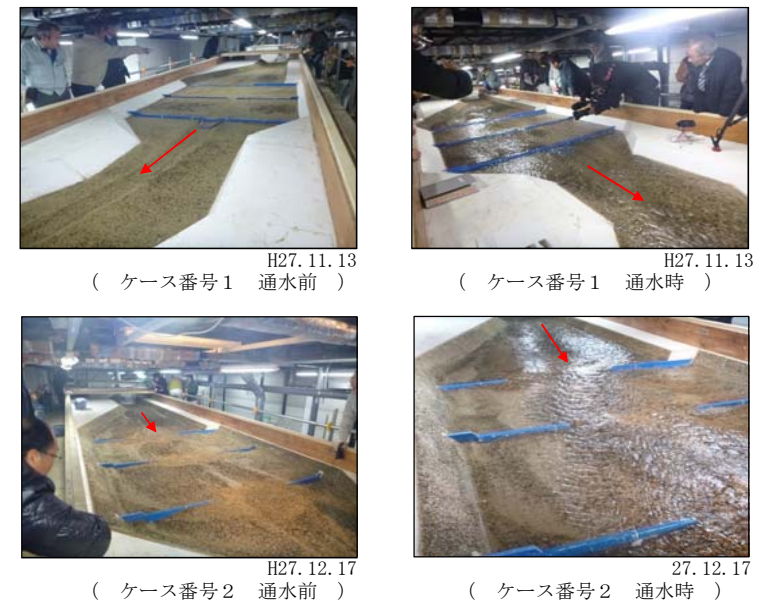 H27.11.13
H27.11.13
( ケース番号1 通水前 )
( ケース番号1 通水時 )
H27.12.17
27.12.17
( ケース番号2 通水前 )
( ケース番号2 通水時 )